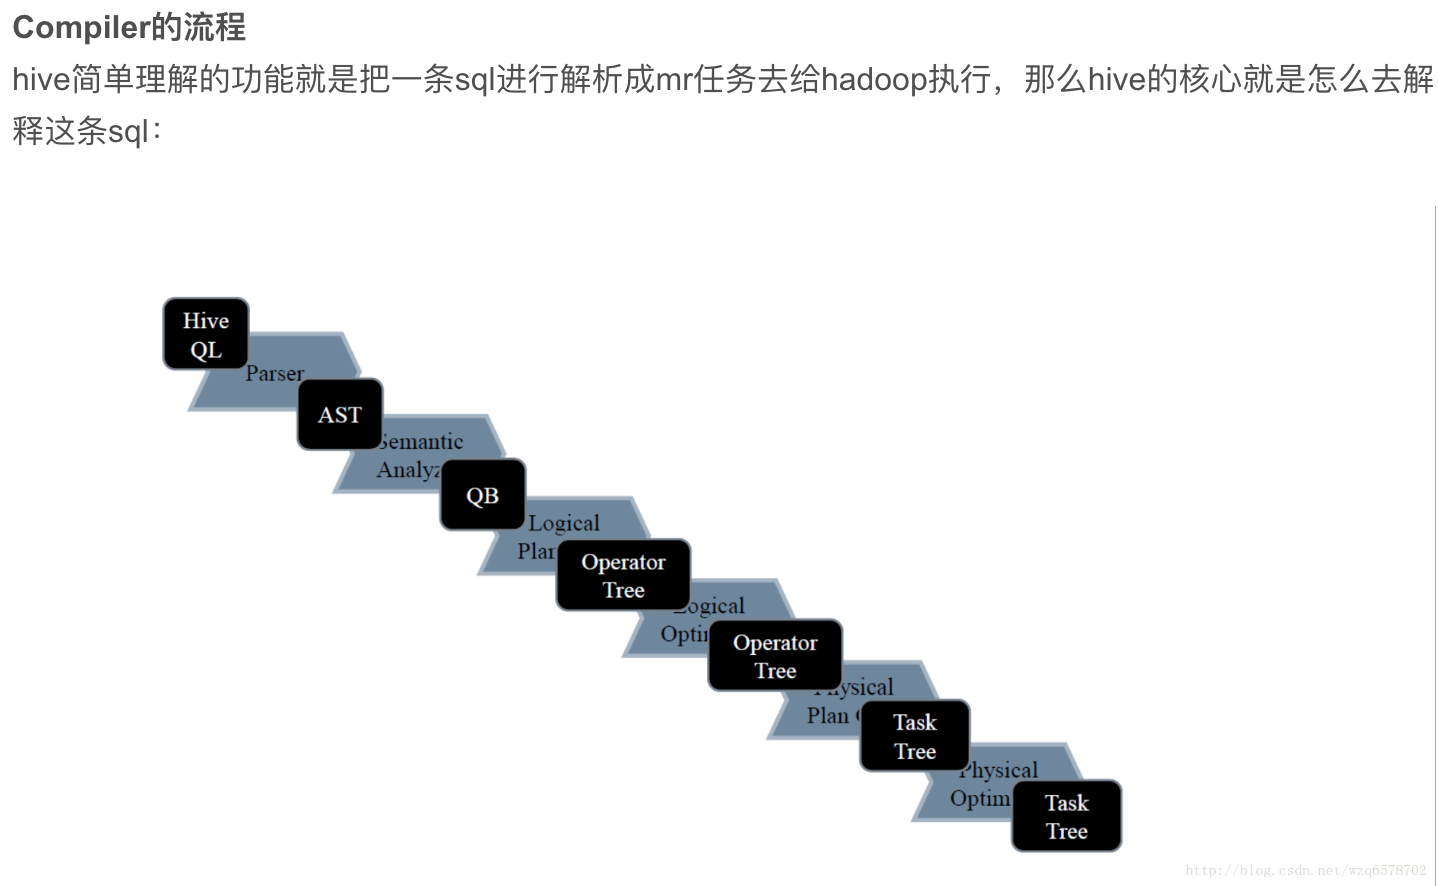 Compiler的流程
hive简单理解的功能就是把一条sql进行解析成mr任务去给hadoop执行，那么hive的核心就是怎么去解
释这条sql：
Hive
QL
Parser
AST
Semantic
QB
Logical
Operator
Tree
Logical
Operator
Tree
Physical
Plan
Task
Tree
Physical
Task
Tree
http://blog.csdn.net/wzq6578702